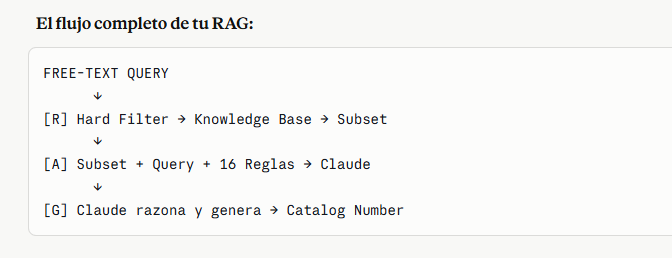 El flujo completo de tu RAG:
FREE-TEXT QUERY
↓
[R] Hard Filter → Knowledge Base → Subset
↓
[A] Subset + Query + 16 Reglas → Claude
↓
[G] Claude razona y genera → Catalog Number